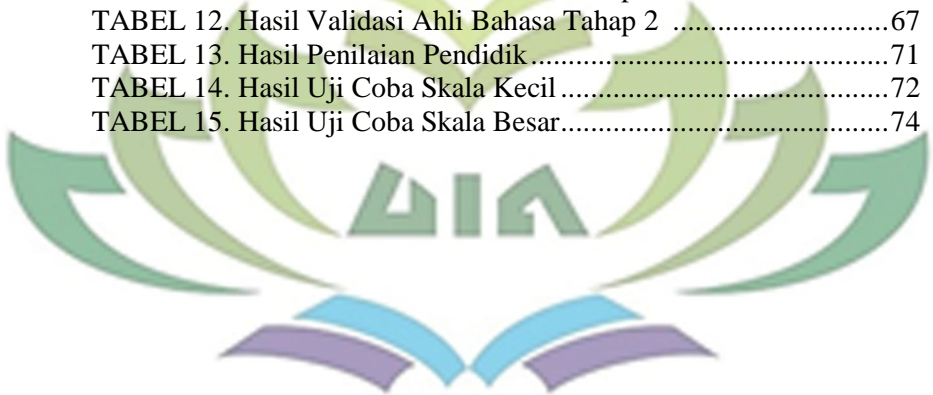 TABEL 12. Hasil Validasi Ahli Bahasa Tahap 2 ............................67
TABEL 13. Hasil Penilaian Pendidik ..............................................71
TABEL 14. Hasil Uji Coba Skala Kecil ..........................................72
TABEL 15. Hasil Uji Coba Skala Besar..........................................74
UIN